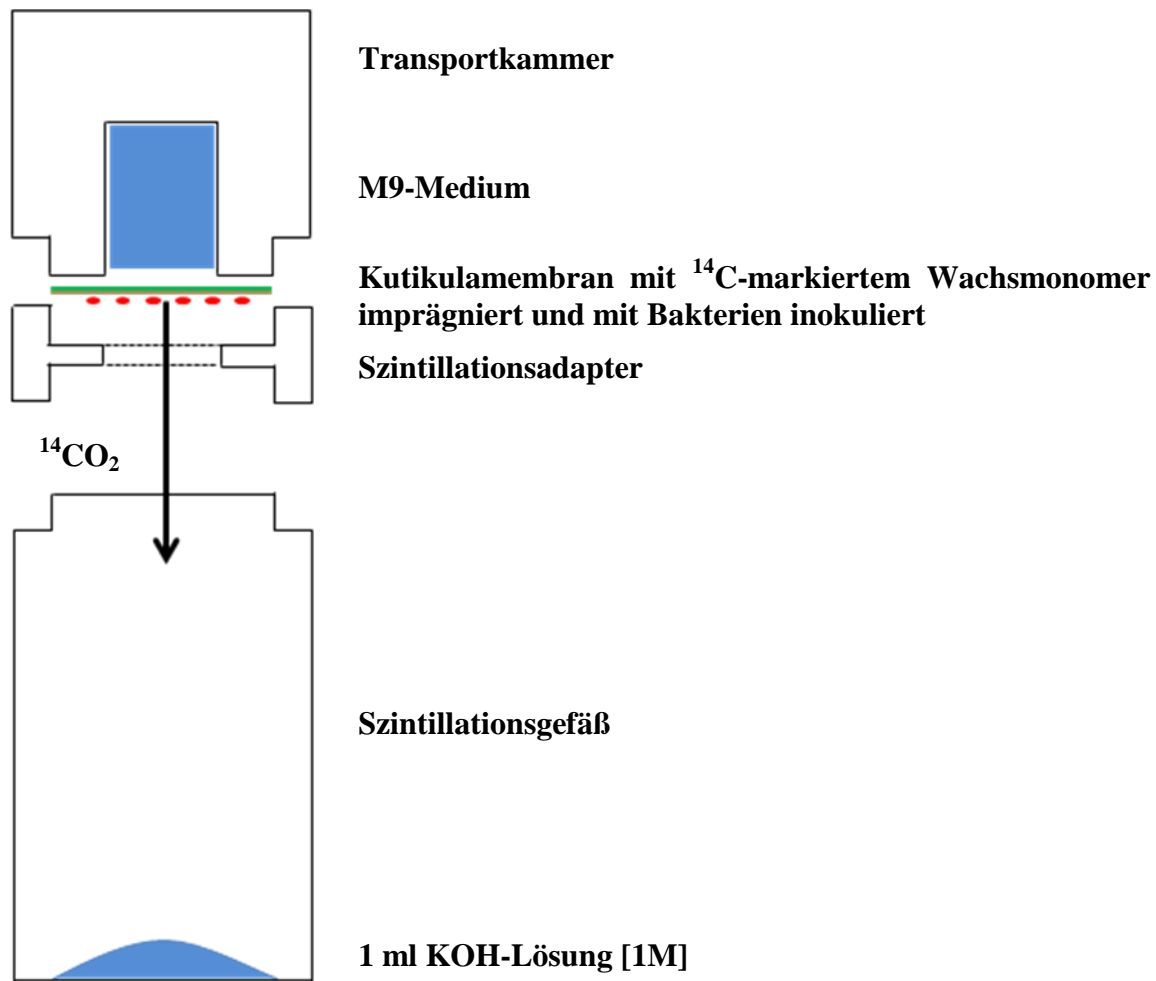 Transportkammer
M9-Medium
Kutikulamembran mit ¹⁴C-markiertem Wachsmonomer
imprägniert und mit Bakterien inokuliert
Szintillationsadapter
¹⁴CO₂
Szintillationsgefäß
1 ml KOH-Lösung [1M]